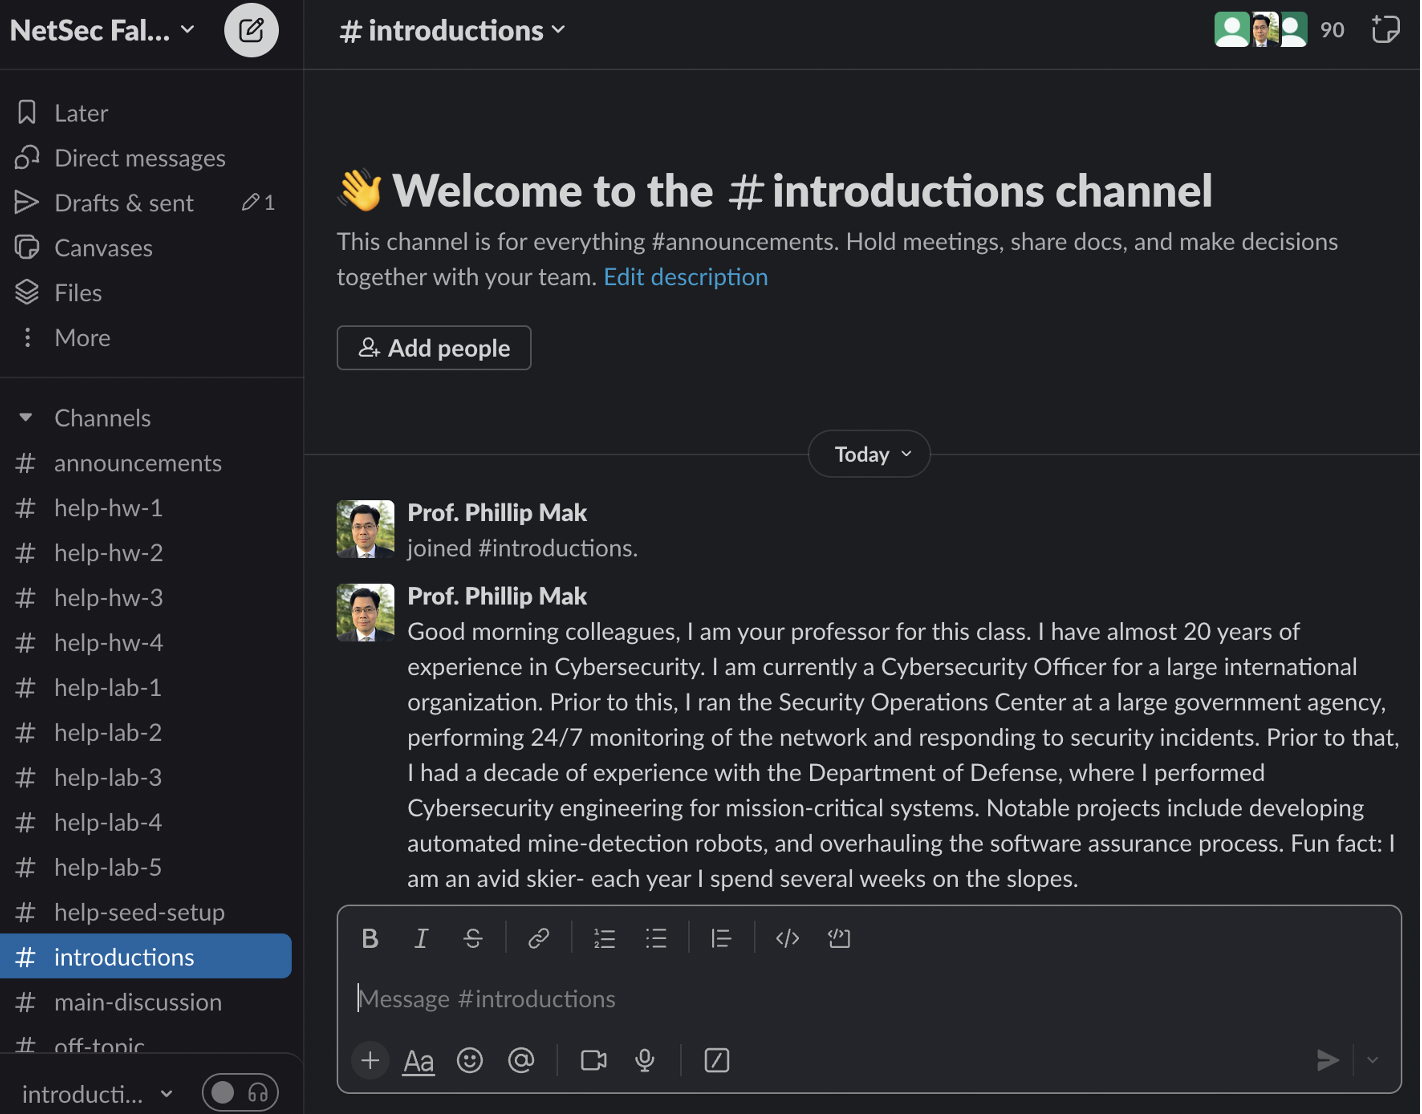 NetSec Fal...
# introductions
90
Later
Direct messages
Drafts & sent 1
Canvases
Files
More
Channels
# announcements
# help-hw-1
# help-hw-2
# help-hw-3
# help-hw-4
# help-lab-1
# help-lab-2
# help-lab-3
# help-lab-4
# help-lab-5
# help-seed-setup
# introductions
# main-discussion
# off-topic
introducti...
👋 Welcome to the # introductions channel
This channel is for everything #announcements. Hold meetings, share docs, and make decisions
together with your team. Edit description
Add people
Today
Prof. Phillip Mak
joined #introductions.
Prof. Phillip Mak
Good morning colleagues, I am your professor for this class. I have almost 20 years of
experience in Cybersecurity. I am currently a Cybersecurity Officer for a large international
organization. Prior to this, I ran the Security Operations Center at a large government agency,
performing 24/7 monitoring of the network and responding to security incidents. Prior to that,
I had a decade of experience with the Department of Defense, where I performed
Cybersecurity engineering for mission-critical systems. Notable projects include developing
automated mine-detection robots, and overhauling the software assurance process. Fun fact: I
am an avid skier- each year I spend several weeks on the slopes.
B I S
Message #introductions
+ Aa @